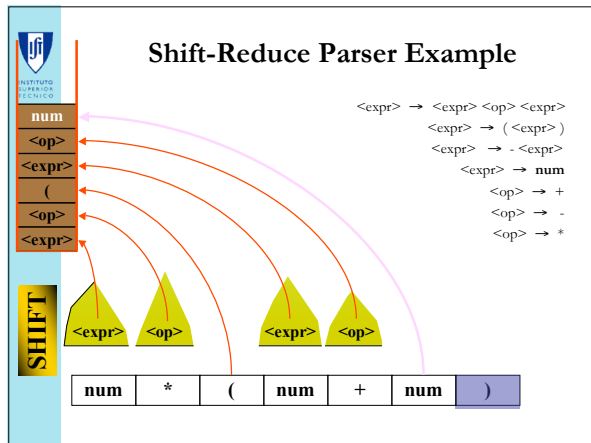 Shift-Reduce Parser Example
IST
INSTITUTO
SUPERIOR
TÉCNICO
<expr> → <expr> <op> <expr>
<expr> → ( <expr> )
<expr> → - <expr>
<expr> → num
<op> → +
<op> → -
<op> → *
num
<op>
<expr>
(
<op>
<expr>
SHIFT
<expr> <op> <expr> <op>
num * ( num + num )